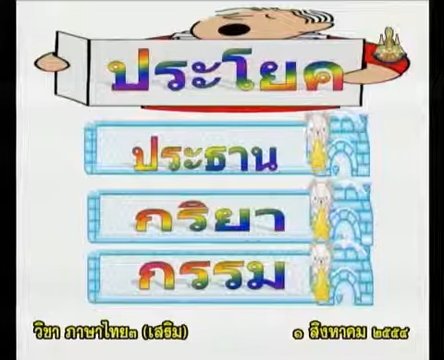 ประโยค
ประธาน
กริยา
กรรม
วิชา ภาษาไทย๓ (เสริม)
๑ สิงหาคม ๒๕๕๔